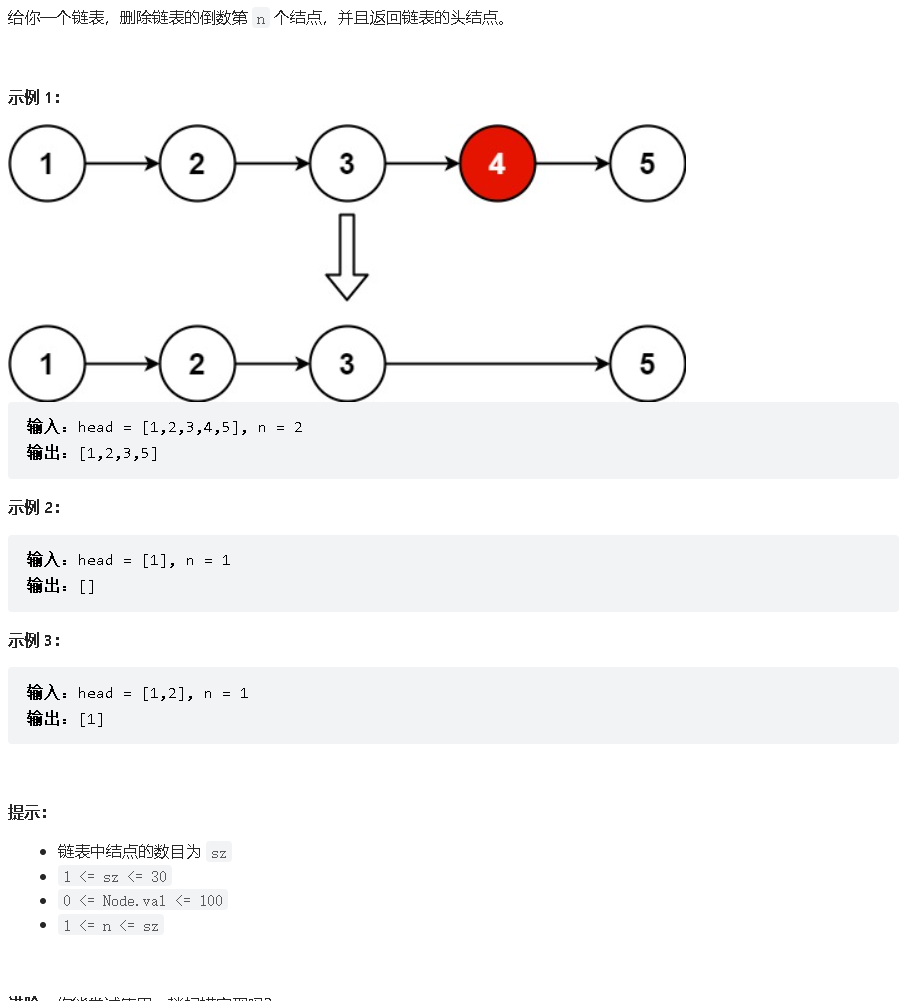 给你一个链表，删除链表的倒数第 n 个结点，并且返回链表的头结点。
示例 1：
1 2 3 4 5
1 2 3 5
输入：head = [1,2,3,4,5], n = 2
输出：[1,2,3,5]
示例 2：
输入：head = [1], n = 1
输出：[]
示例 3：
输入：head = [1,2], n = 1
输出：[1]
提示：
链表中结点的数目为 sz
1 <= sz <= 30
0 <= Node.val <= 100
1 <= n <= sz